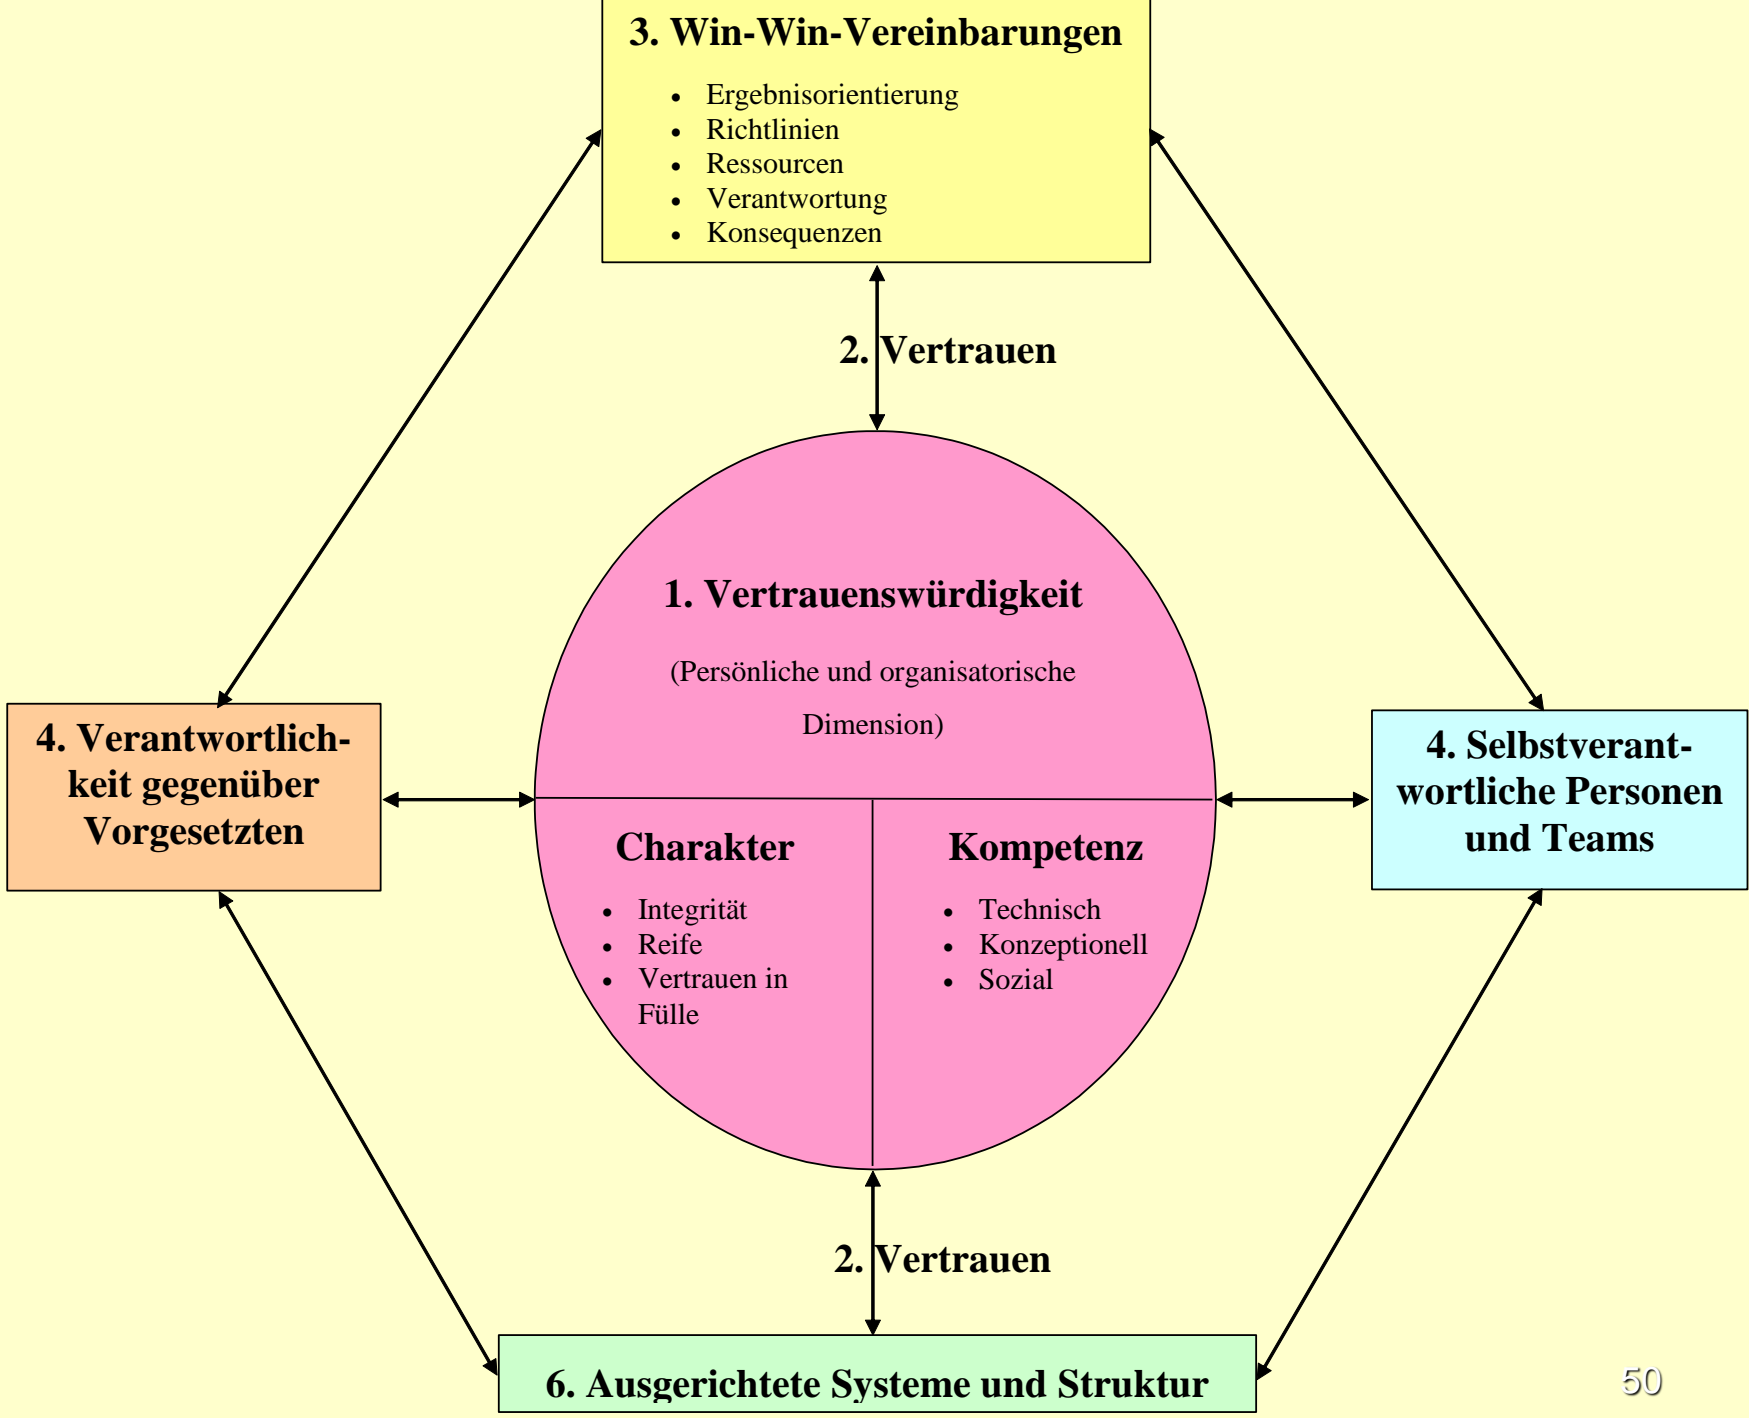 3. Win-Win-Vereinbarungen
• Ergebnisorientierung
• Richtlinien
• Ressourcen
• Verantwortung
• Konsequenzen
2. Vertrauen
1. Vertrauenswürdigkeit
(Persönliche und organisatorische
Dimension)
4. Verantwortlich-
keit gegenüber
Vorgesetzten
4. Selbstverant-
wortliche Personen
und Teams
Charakter
• Integrität
• Reife
• Vertrauen in
Fülle
Kompetenz
• Technisch
• Konzeptionell
• Sozial
2. Vertrauen
6. Ausgerichtete Systeme und Struktur
50